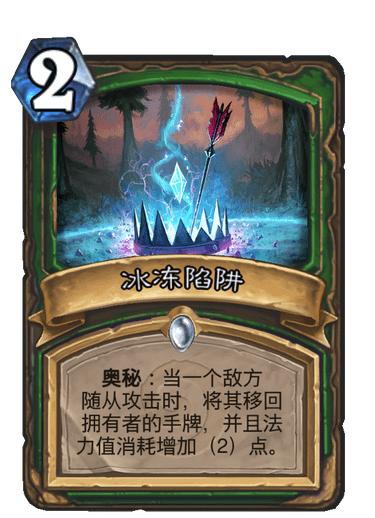 2
冰冻陷阱
奥秘：当一个敌方
随从攻击时，将其移回
拥有者的手牌，并且法
力值消耗增加（2）点。